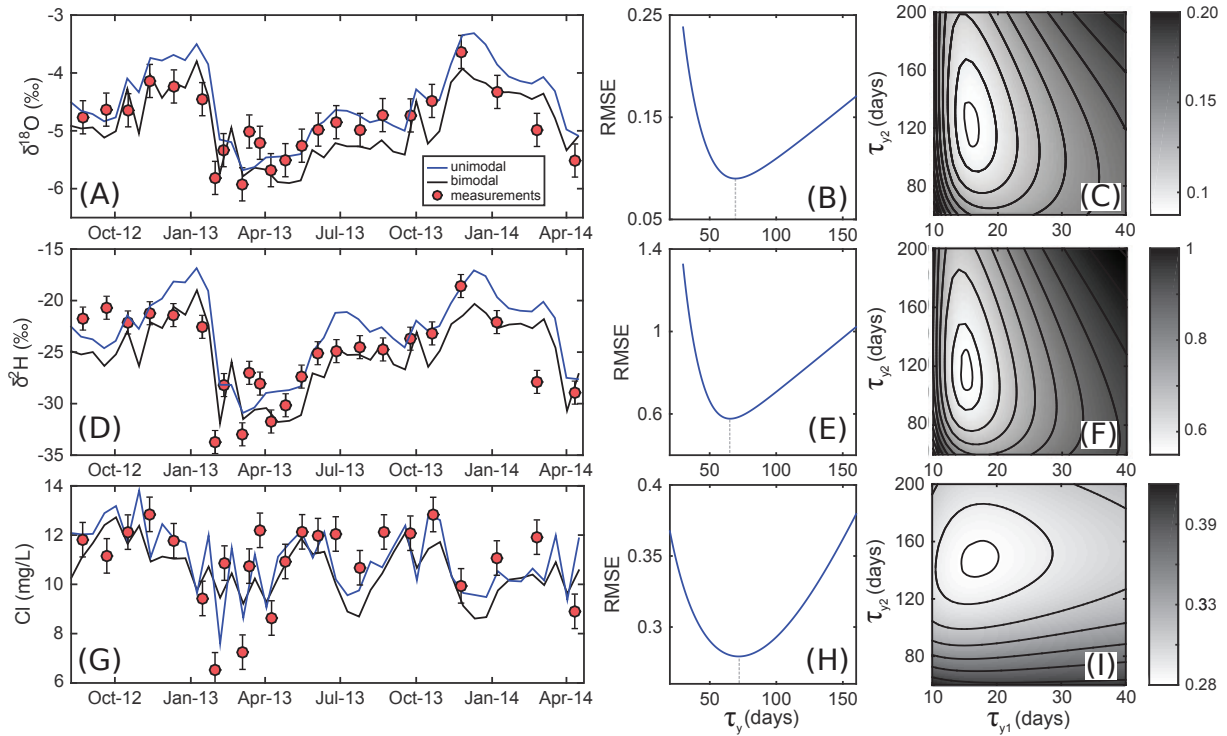 -3
-4
-5
-6
δ¹⁸O (‰)
(A)
unimodal
bimodal
measurements
Oct-12 Jan-13 Apr-13 Jul-13 Oct-13 Jan-14 Apr-14
0.25
0.15
0.05
RMSE
(B)
50 100 150
200
160
120
80
τy2 (days)
(C)
10 20 30 40
0.20
0.1
-15
-20
-25
-30
-35
δ²H (‰)
(D)
Oct-12 Jan-13 Apr-13 Jul-13 Oct-13 Jan-14 Apr-14
1.4
1
0.6
RMSE
(E)
50 100 150
200
160
120
80
τy2 (days)
(F)
10 20 30 40
1
0.8
0.6
12
10
8
6
Cl (mg/L)
(G)
Oct-12 Jan-13 Apr-13 Jul-13 Oct-13 Jan-14 Apr-14
0.4
0.35
0.3
RMSE
(H)
50 100 150
τy (days)
200
160
120
80
τy2 (days)
(I)
10 20 30 40
τy1 (days)
0.39
0.34
0.28